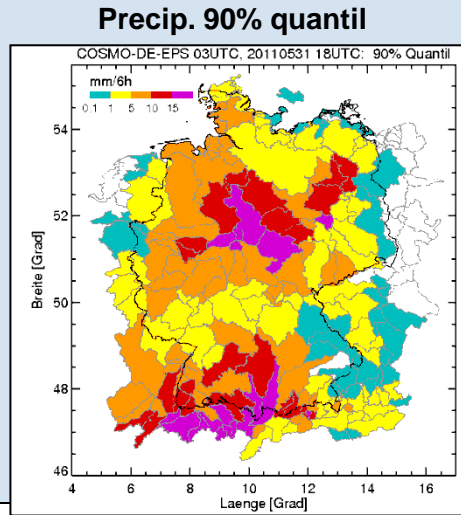 Precip. 90% quantil
COSMO-DE-EPS 03UTC, 20110531 18UTC: 90% Quantil
mm/6h
0.1 1 5 10 15
54
52
50
48
46
Breite [Grad]
4 6 8 10 12 14 16
Laenge [Grad]